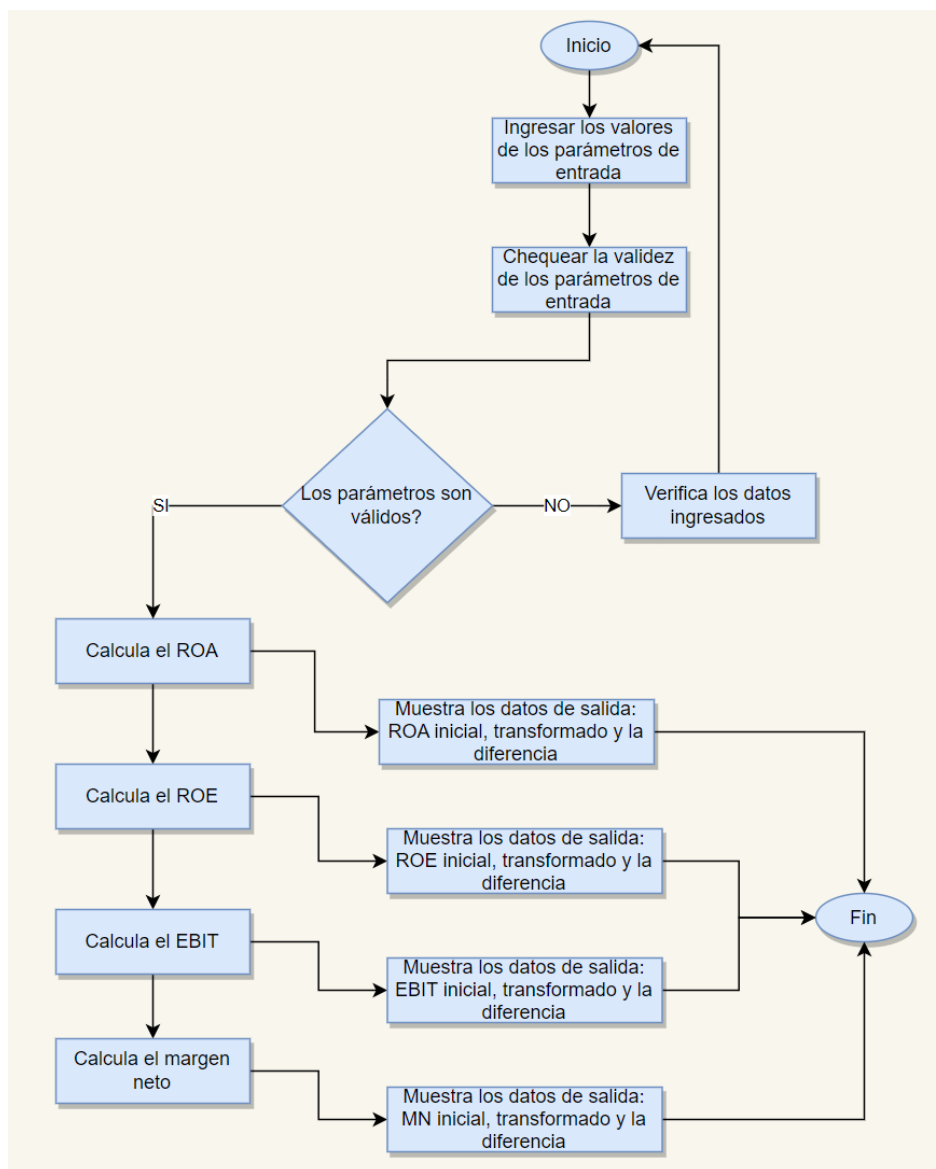 Inicio
Ingresar los valores
de los parámetros de
entrada
Chequear la validez
de los parámetros de
entrada
Los parámetros son
válidos?
SI
NO
Verifica los datos
ingresados
Calcula el ROA
Muestra los datos de salida:
ROA inicial, transformado y la
diferencia
Calcula el ROE
Muestra los datos de salida:
ROE inicial, transformado y la
diferencia
Fin
Calcula el EBIT
Muestra los datos de salida:
EBIT inicial, transformado y la
diferencia
Calcula el margen
neto
Muestra los datos de salida:
MN inicial, transformado y la
diferencia